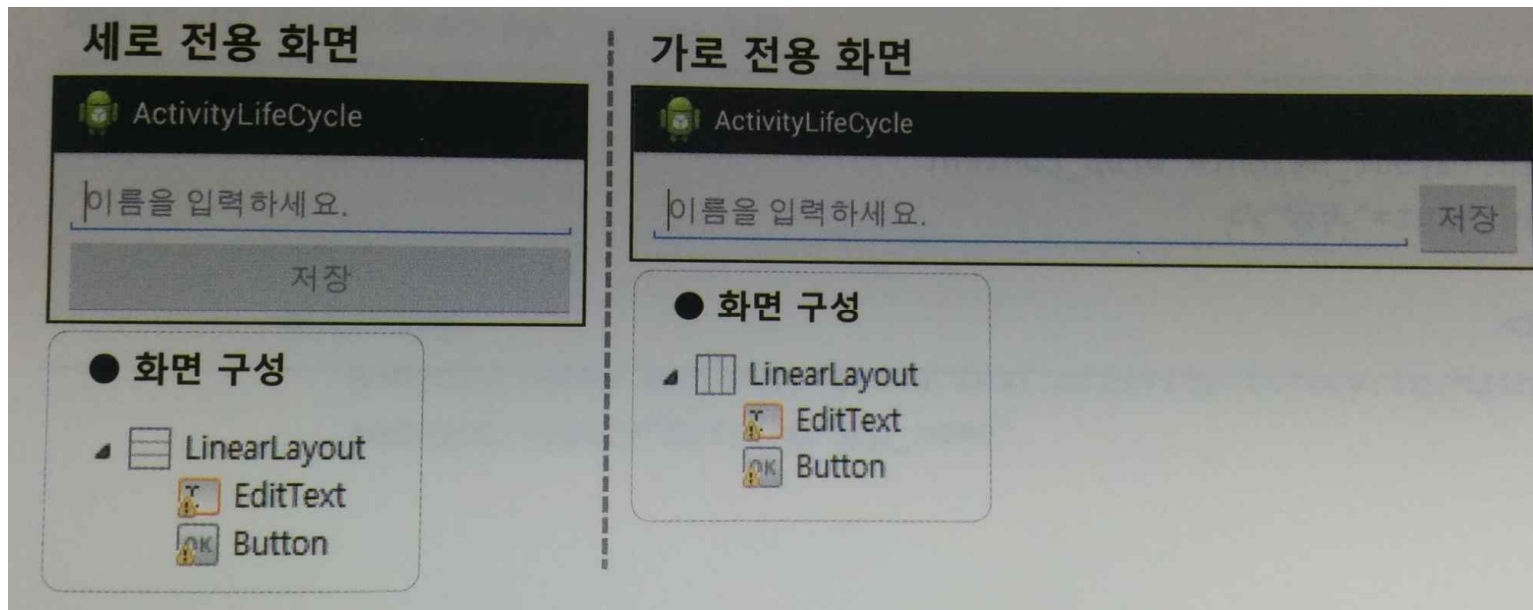 세로 전용 화면
ActivityLifeCycle
이름을 입력하세요.
저장
● 화면 구성
LinearLayout
EditText
OK Button
가로 전용 화면
ActivityLifeCycle
이름을 입력하세요.
저장
● 화면 구성
LinearLayout
EditText
OK Button